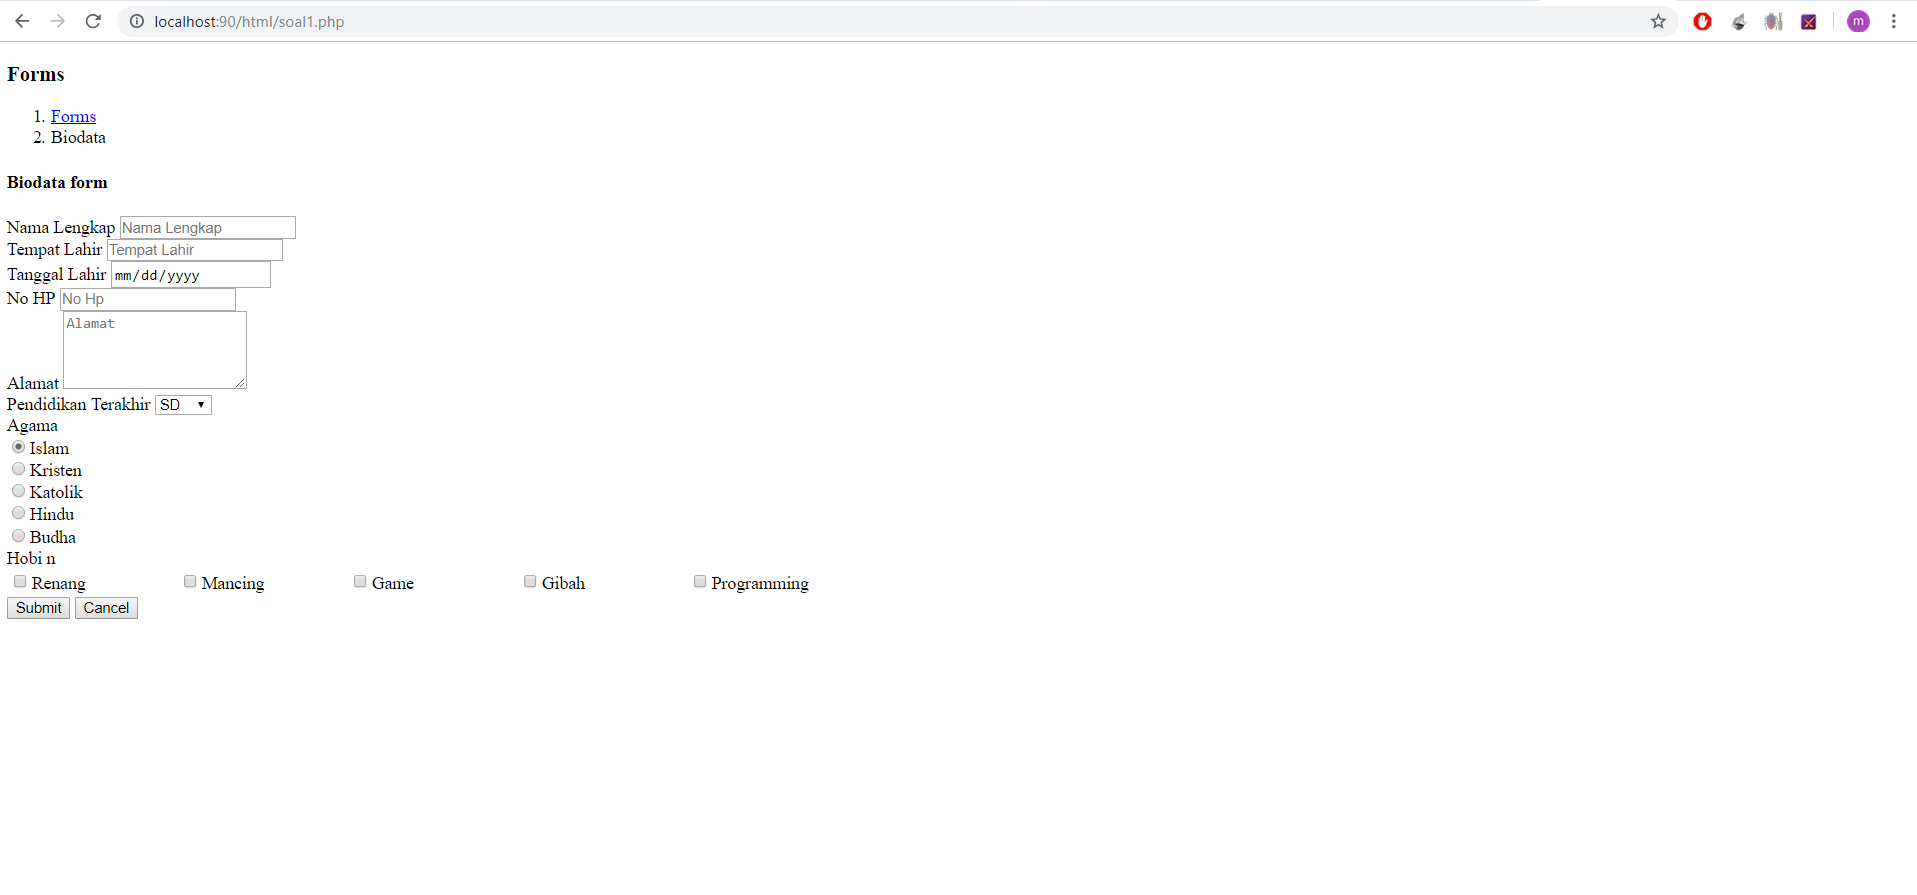 localhost:90/html/soal1.php
m
Forms
1. Forms
2. Biodata
Biodata form
Nama Lengkap Nama Lengkap
Tempat Lahir Tempat Lahir
Tanggal Lahir mm/dd/yyyy
No HP No Hp
Alamat
Alamat
Pendidikan Terakhir SD
Agama
Islam
Kristen
Katolik
Hindu
Budha
Hobi n
Renang Mancing Game Gibah Programming
Submit Cancel